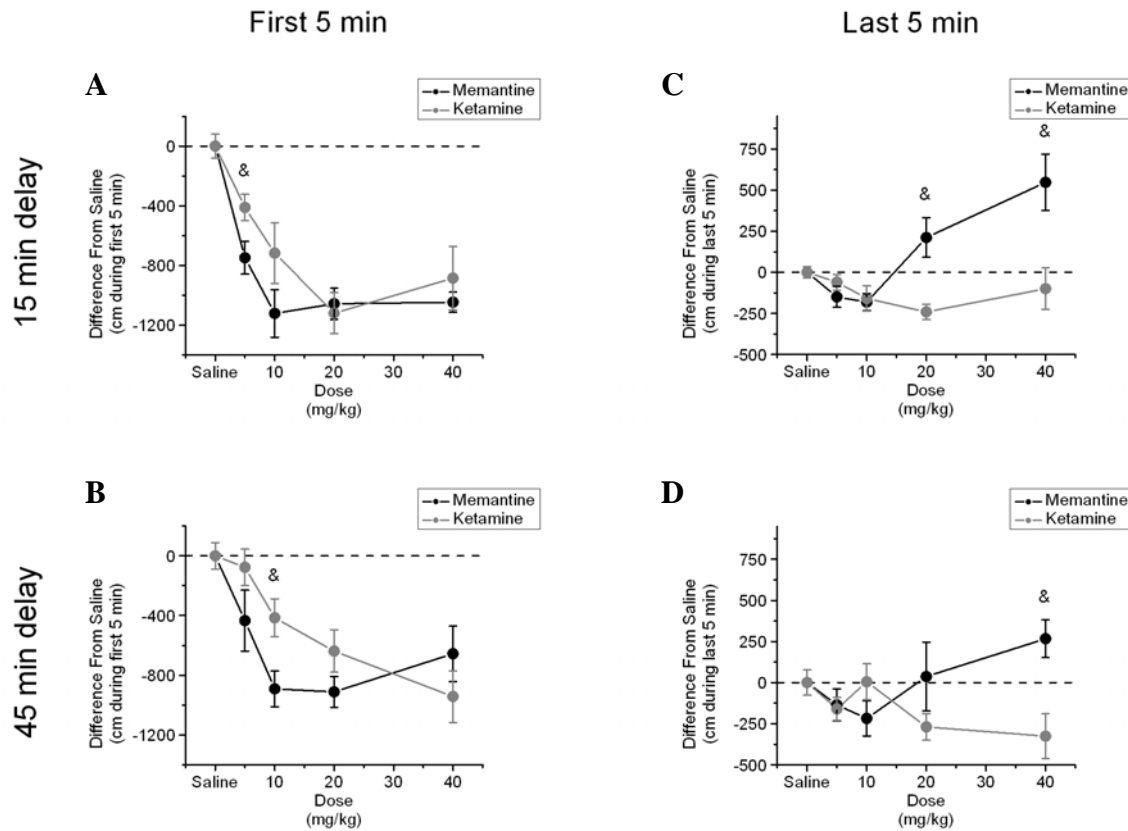 First 5 min
Last 5 min
15 min delay
A
Memantine
Ketamine
&
Difference From Saline
(cm during first 5 min)
0
-400
-800
-1200
Saline 10 20 30 40
Dose
(mg/kg)
C
Memantine
Ketamine
&
&
Difference From Saline
(cm during last 5 min)
750
500
250
0
-250
-500
Saline 10 20 30 40
Dose
(mg/kg)
45 min delay
B
Memantine
Ketamine
&
Difference From Saline
(cm during first 5 min)
0
-400
-800
-1200
Saline 10 20 30 40
Dose
(mg/kg)
D
Memantine
Ketamine
&
Difference From Saline
(cm during last 5 min)
750
500
250
0
-250
-500
Saline 10 20 30 40
Dose
(mg/kg)